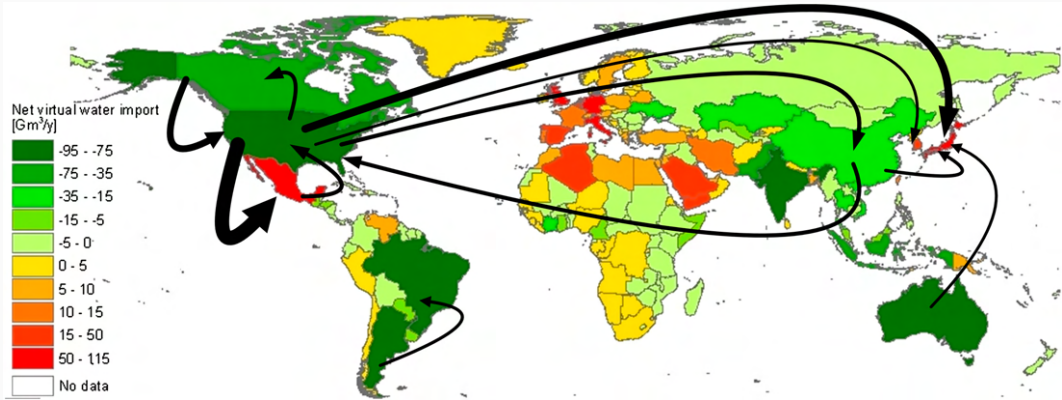 Net virtual water import
[Gm³/y]
-95 - -75
-75 - -35
-35 - -15
-15 - -5
-5 - 0
0 - 5
5 - 10
10 - 15
15 - 50
50 - 115
No data